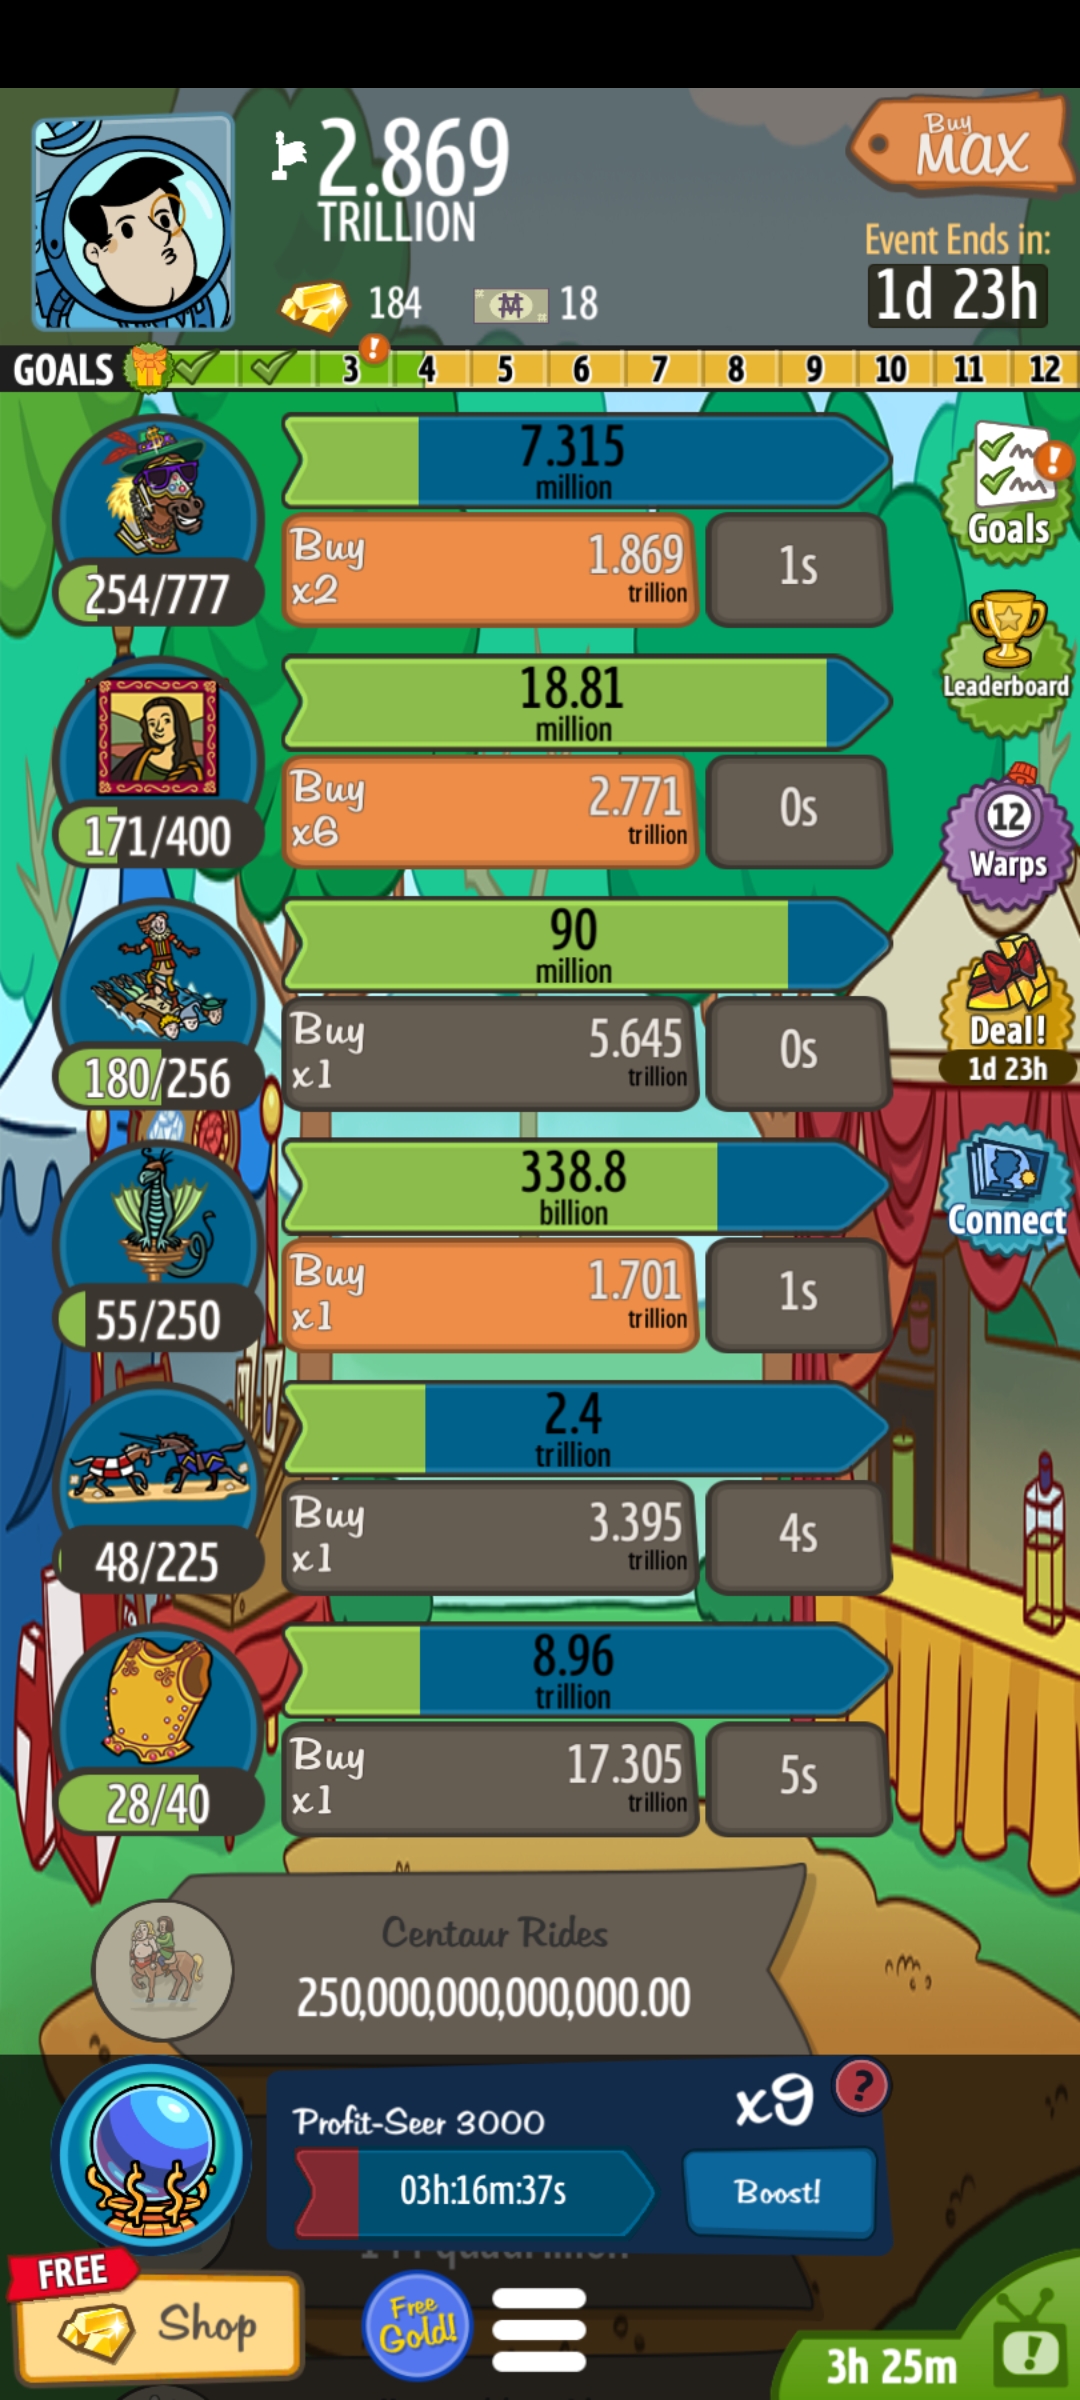 2.869
TRILLION
Buy
MAX
184
18
Event Ends in:
1d 23h
GOALS 3 ! 4 5 6 7 8 9 10 11 12
7.315
million
Buy
x2
1.869
trillion
1s
254/777
!
Goals
18.81
million
Leaderboard
Buy
x6
2.771
trillion
0s
171/400
12
Warps
90
million
Buy
x1
5.645
trillion
0s
180/256
Deal!
1d 23h
338.8
billion
Connect
Buy
x1
1.701
trillion
1s
55/250
2.4
trillion
Buy
x1
3.395
trillion
4s
48/225
8.96
trillion
Buy
x1
17.305
trillion
5s
28/40
Centaur Rides
250,000,000,000,000.00
Profit-Seer 3000
x9
?
03h:16m:37s
Boost!
FREE
Shop
Free
Gold!
3h 25m
!